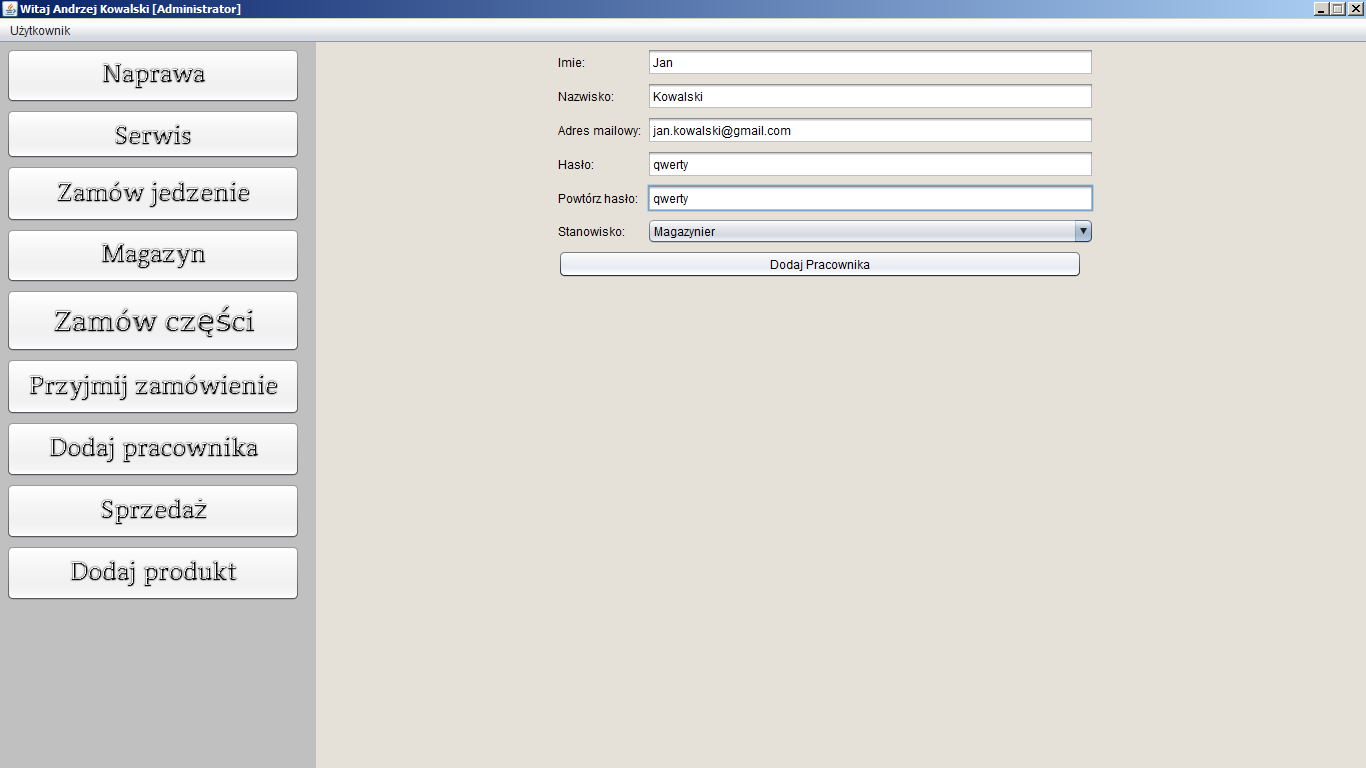 Witaj Andrzej Kowalski [Administrator]
Użytkownik
Naprawa
Serwis
Zamów jedzenie
Magazyn
Zamów części
Przyjmij zamówienie
Dodaj pracownika
Sprzedaż
Dodaj produkt
Imie: Jan
Nazwisko: Kowalski
Adres mailowy: jan.kowalski@gmail.com
Hasło: qwerty
Powtórz hasło: qwerty
Stanowisko: Magazynier
Dodaj Pracownika